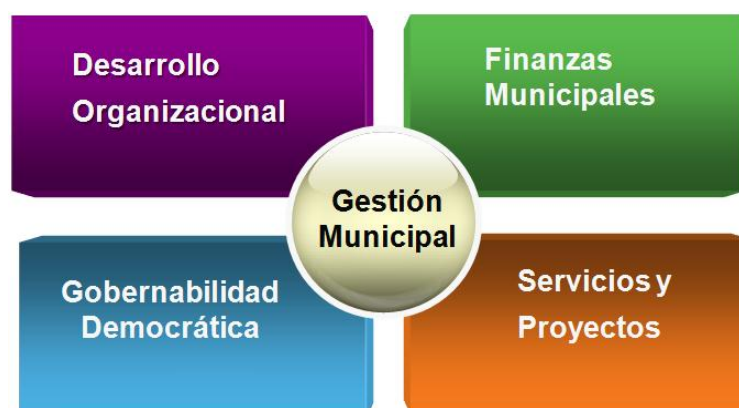 Desarrollo
Organizacional
Finanzas
Municipales
Gestión
Municipal
Gobernabilidad
Democrática
Servicios y
Proyectos